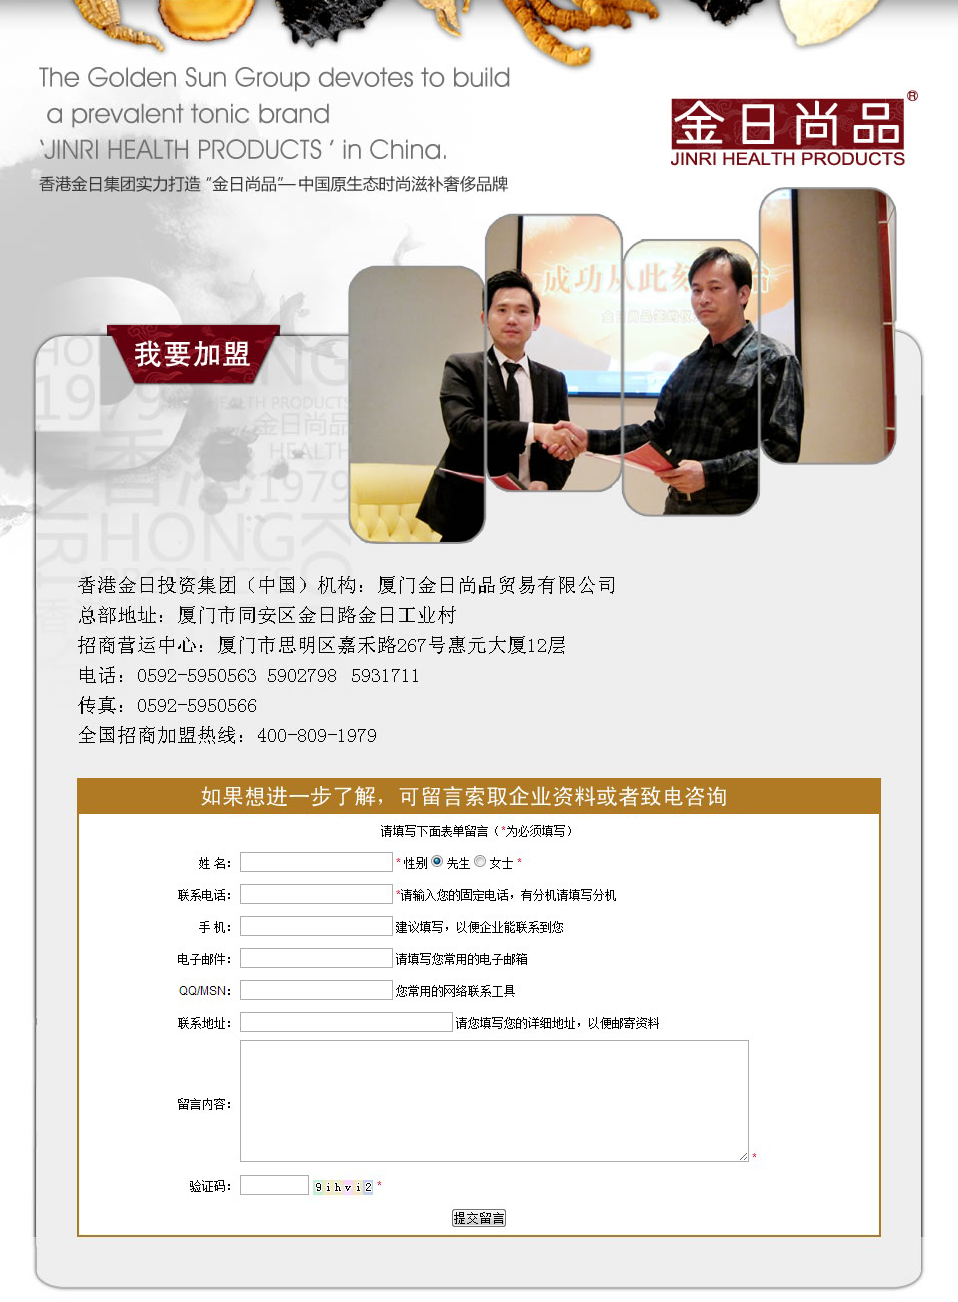 The Golden Sun Group devotes to build
a prevalent tonic brand
‘JINRI HEALTH PRODUCTS ’ in China.
香港金日集团实力打造 “金日尚品”—中国原生态时尚滋补奢侈品牌
金日尚品®
JINRI HEALTH PRODUCTS
成功从此刻
我要加盟
1979
HEALTH PRODUCTS
金日尚品
HEALTH
1979
HONG
香港金日投资集团（中国）机构：厦门金日尚品贸易有限公司
总部地址：厦门市同安区金日路金日工业村
招商营运中心：厦门市思明区嘉禾路267号惠元大厦12层
电话：0592-5950563 5902798 5931711
传真：0592-5950566
全国招商加盟热线：400-809-1979
如果想进一步了解，可留言索取企业资料或者致电咨询
请填写下面表单留言（*为必须填写）
姓 名： * 性别 先生 女士 *
联系电话： *请输入您的固定电话，有分机请填写分机
手 机： 建议填写，以便企业能联系到您
电子邮件： 请填写您常用的电子邮箱
QQ/MSN： 您常用的网络联系工具
联系地址： 请您填写您的详细地址，以便邮寄资料
留言内容： *
验证码： 9ihvi2 *
提交留言